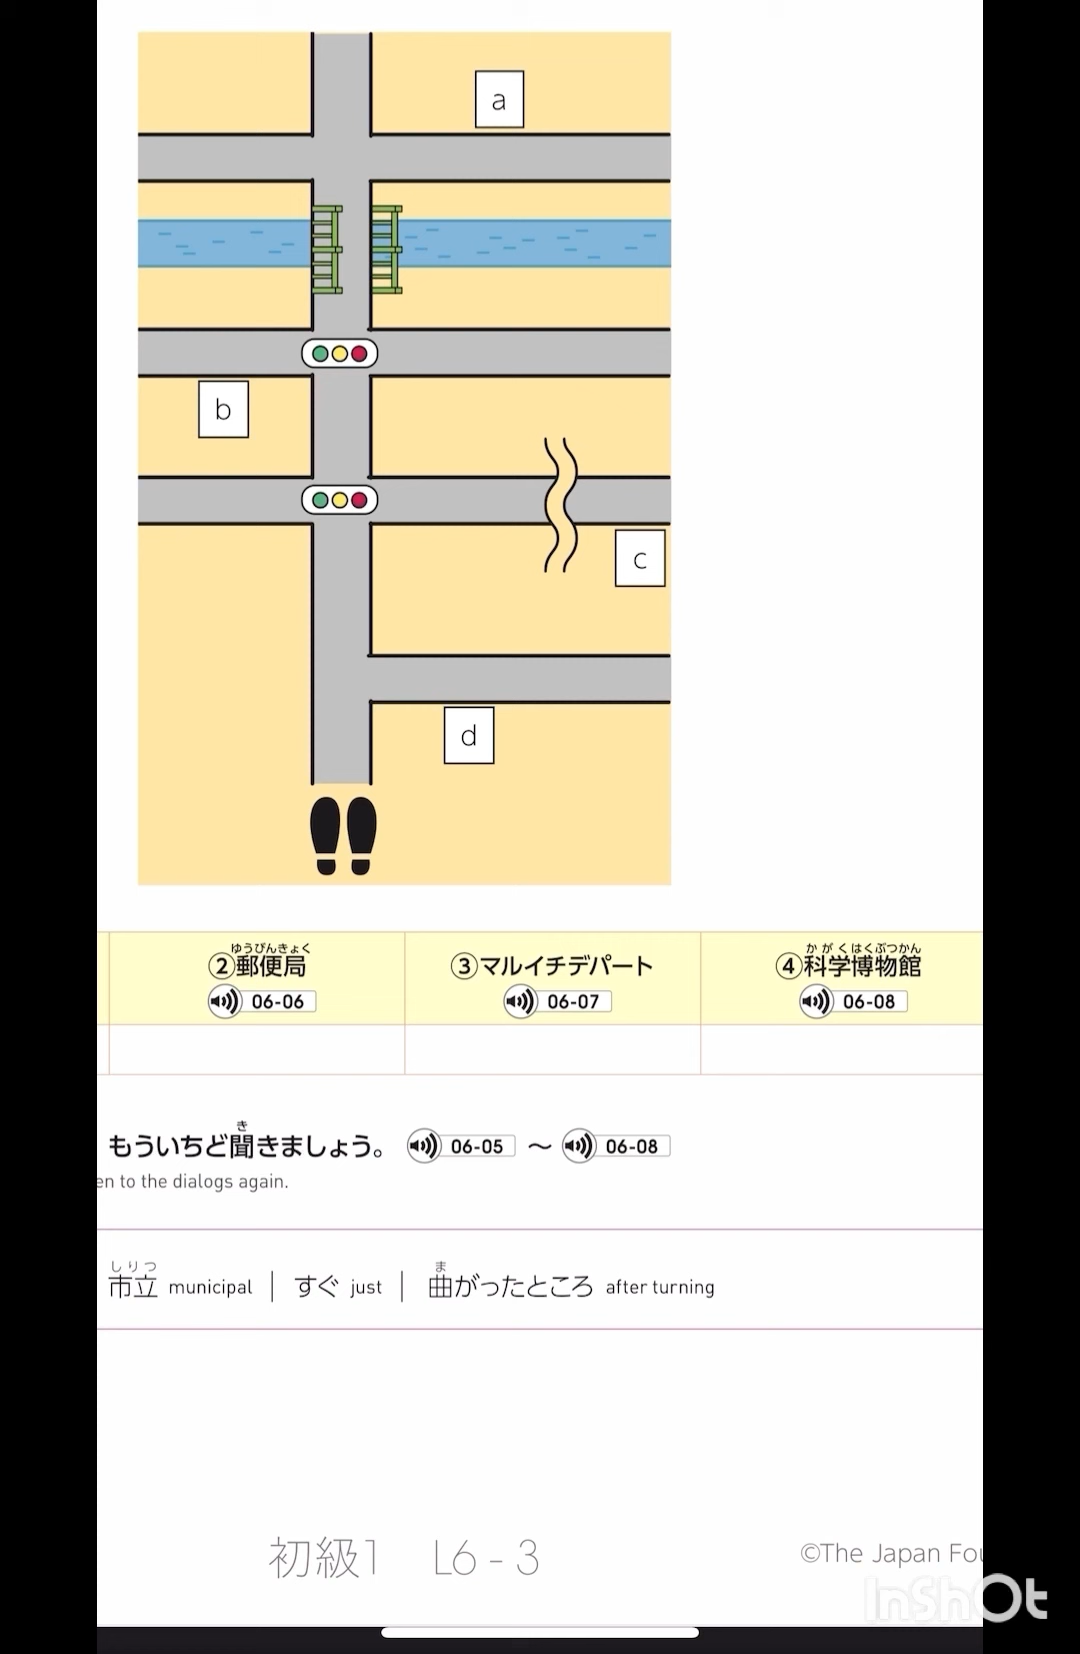 a
b
c
d
ゆうびんきょく
②郵便局
06-06
③マルイチデパート
06-07
かがくはくぶつかん
④科学博物館
06-08
き
もういちど聞きましょう。 06-05 ～ 06-08
en to the dialogs again.
しりつ
市立 municipal | すぐ just |
ま
曲がったところ after turning
初級1 L6 - 3
©The Japan Fou
InShOt